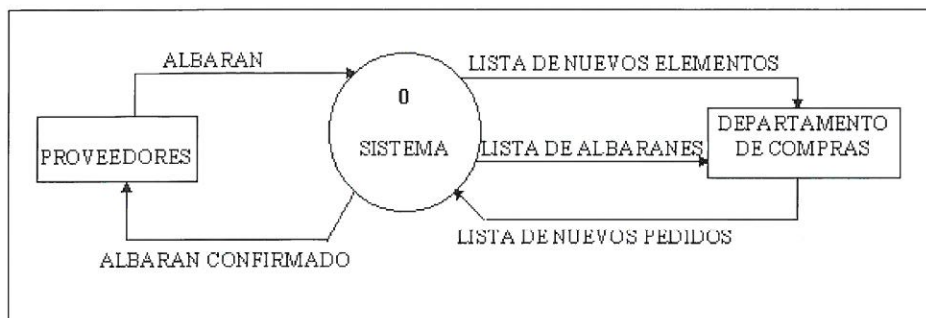 ALBARAN
LISTA DE NUEVOS ELEMENTOS
0
PROVEEDORES
SISTEMA
LISTA DE ALBARANES
DEPARTAMENTO
DE COMPRAS
ALBARAN CONFIRMADO
LISTA DE NUEVOS PEDIDOS